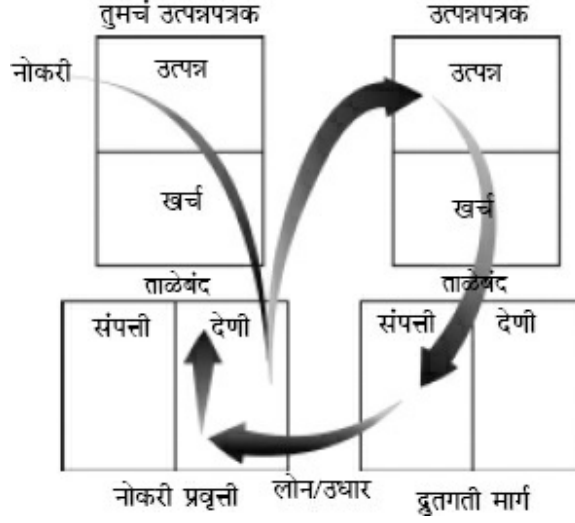 तुमचं उत्पन्नपत्रक
उत्पन्नपत्रक
नोकरी
उत्पन्न
उत्पन्न
खर्च
खर्च
ताळेबंद
ताळेबंद
संपत्ती
देणी
संपत्ती
देणी
नोकरी प्रवृत्ती
लोन/उधार
द्रुतगती मार्ग